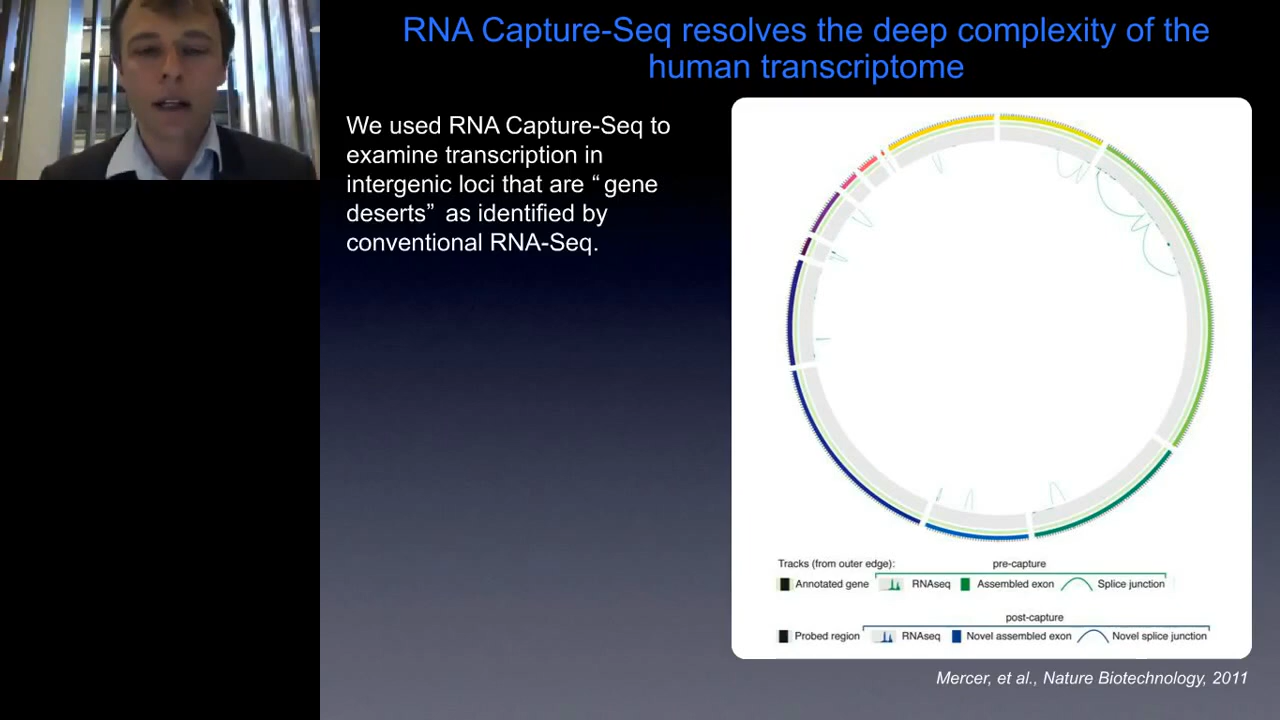 RNA Capture-Seq resolves the deep complexity of the
human transcriptome
We used RNA Capture-Seq to
examine transcription in
intergenic loci that are “ gene
deserts” as identified by
conventional RNA-Seq.
Tracks (from outer edge):
pre-capture
Annotated gene
RNAseq
Assembled exon
Splice junction
post-capture
Probed region
RNAseq
Novel assembled exon
Novel splice junction
Mercer, et al., Nature Biotechnology, 2011